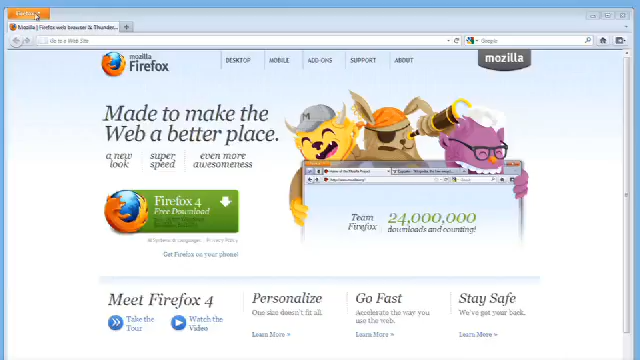 Firefox
Mozilla | Firefox web browser & Thunder...
Go to a Web Site
Google
mozilla
Firefox
DESKTOP
MOBILE
ADD-ONS
SUPPORT
ABOUT
mozilla
Made to make the
Web a better place.
a new
look
super
speed
even more
awesomeness
M
Firefox 4
Free Download
All Systems & Languages
Privacy Policy
Get Firefox on your phone!
Team
Firefox
24,000,000
downloads and counting!
Meet Firefox 4
Take the
Tour
Watch the
Video
Personalize
One size doesn't fit all.
Learn More »
Go Fast
Accelerate the way you
use the web.
Learn More »
Stay Safe
We've get your back.
Learn More »